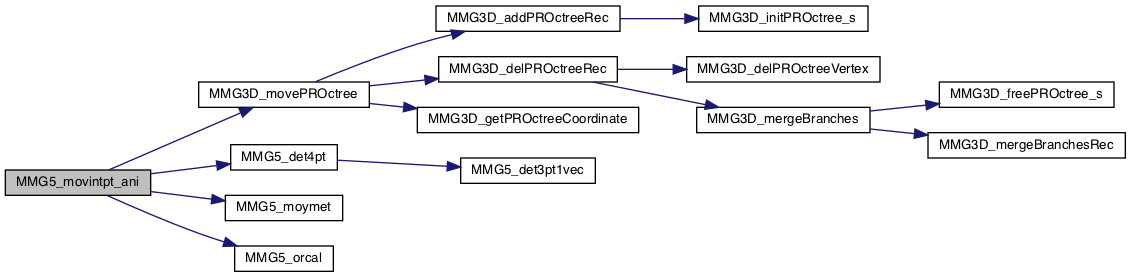 MMG3D_addPROctreeRec
MMG3D_initPROctree_s
MMG3D_delPROctreeRec
MMG3D_delPROctreeVertex
MMG3D_movePROctree
MMG3D_freePROctree_s
MMG3D_getPROctreeCoordinate
MMG3D_mergeBranches
MMG3D_mergeBranchesRec
MMG5_det4pt
MMG5_det3pt1vec
MMG5_movintpt_ani
MMG5_moymet
MMG5_orcal